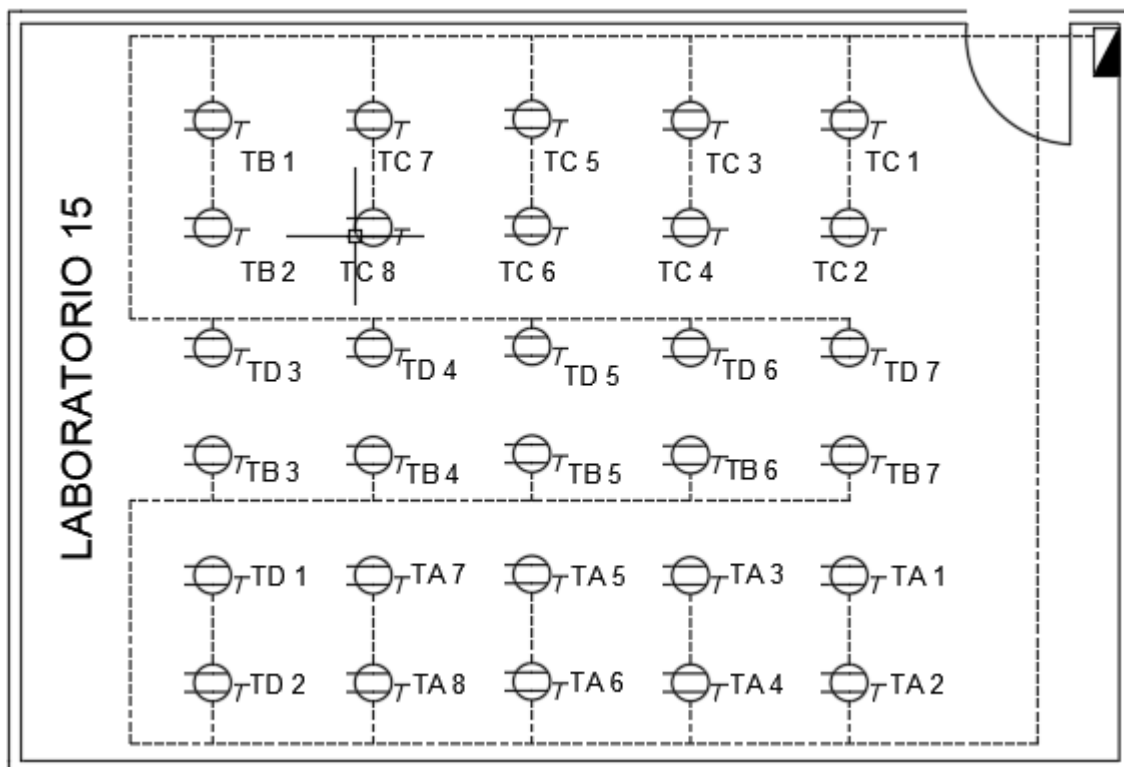 LABORATORIO 15
TB 1 TC 7 TC 5 TC 3 TC 1
TB 2 TC 8 TC 6 TC 4 TC 2
TD 3 TD 4 TD 5 TD 6 TD 7
TB 3 TB 4 TB 5 TB 6 TB 7
TD 1 TA 7 TA 5 TA 3 TA 1
TD 2 TA 8 TA 6 TA 4 TA 2